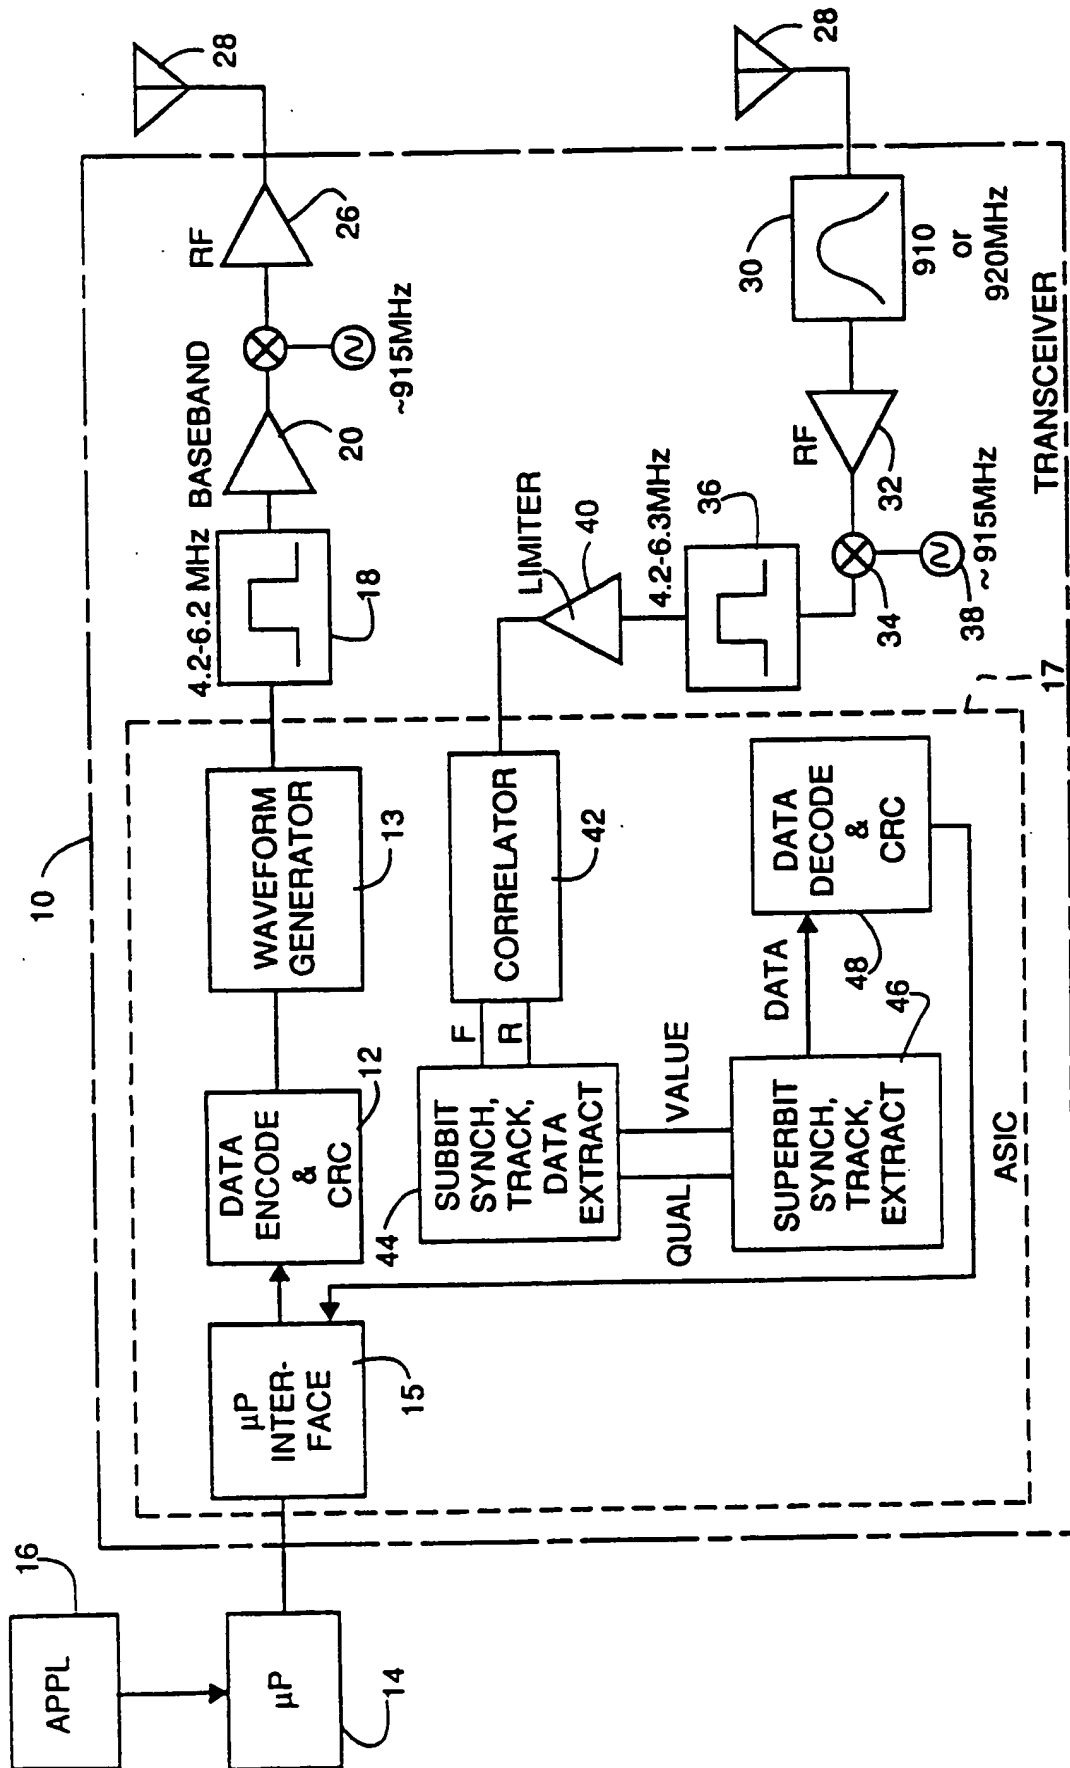 16
APPL
µP
14
10
µP
INTER-
FACE
15
DATA
ENCODE
&
CRC
12
WAVEFORM
GENERATOR
13
4.2-6.2 MHz
18
BASEBAND
20
~915MHz
RF
26
28
28
30
910
or
920MHz
RF
32
34
38
~915MHz
4.2-6.3MHz
36
LIMITER
40
CORRELATOR
42
F
R
SUBBIT
SYNCH,
TRACK,
DATA
EXTRACT
44
QUAL
VALUE
SUPERBIT
SYNCH,
TRACK,
EXTRACT
46
DATA
DATA
DECODE
&
CRC
48
ASIC
17
TRANSCEIVER